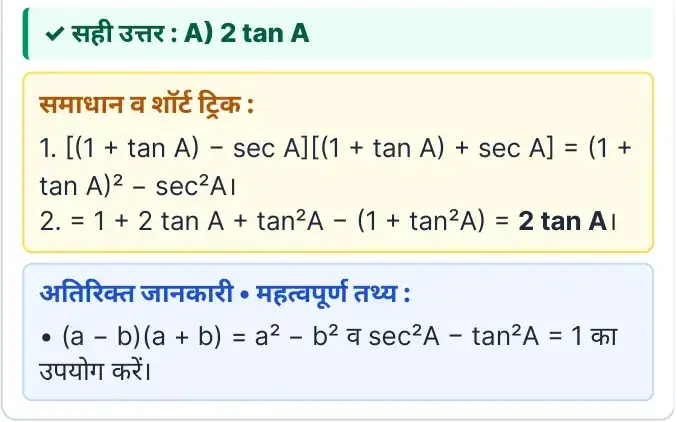 ✓ सही उत्तर : A) 2 tan A
समाधान व शॉर्ट ट्रिक :
1. [(1 + tan A) − sec A][(1 + tan A) + sec A] = (1 +
tan A)² − sec²A।
2. = 1 + 2 tan A + tan²A − (1 + tan²A) = 2 tan A।
अतिरिक्त जानकारी • महत्वपूर्ण तथ्य :
• (a − b)(a + b) = a² − b² व sec²A − tan²A = 1 का
उपयोग करें।